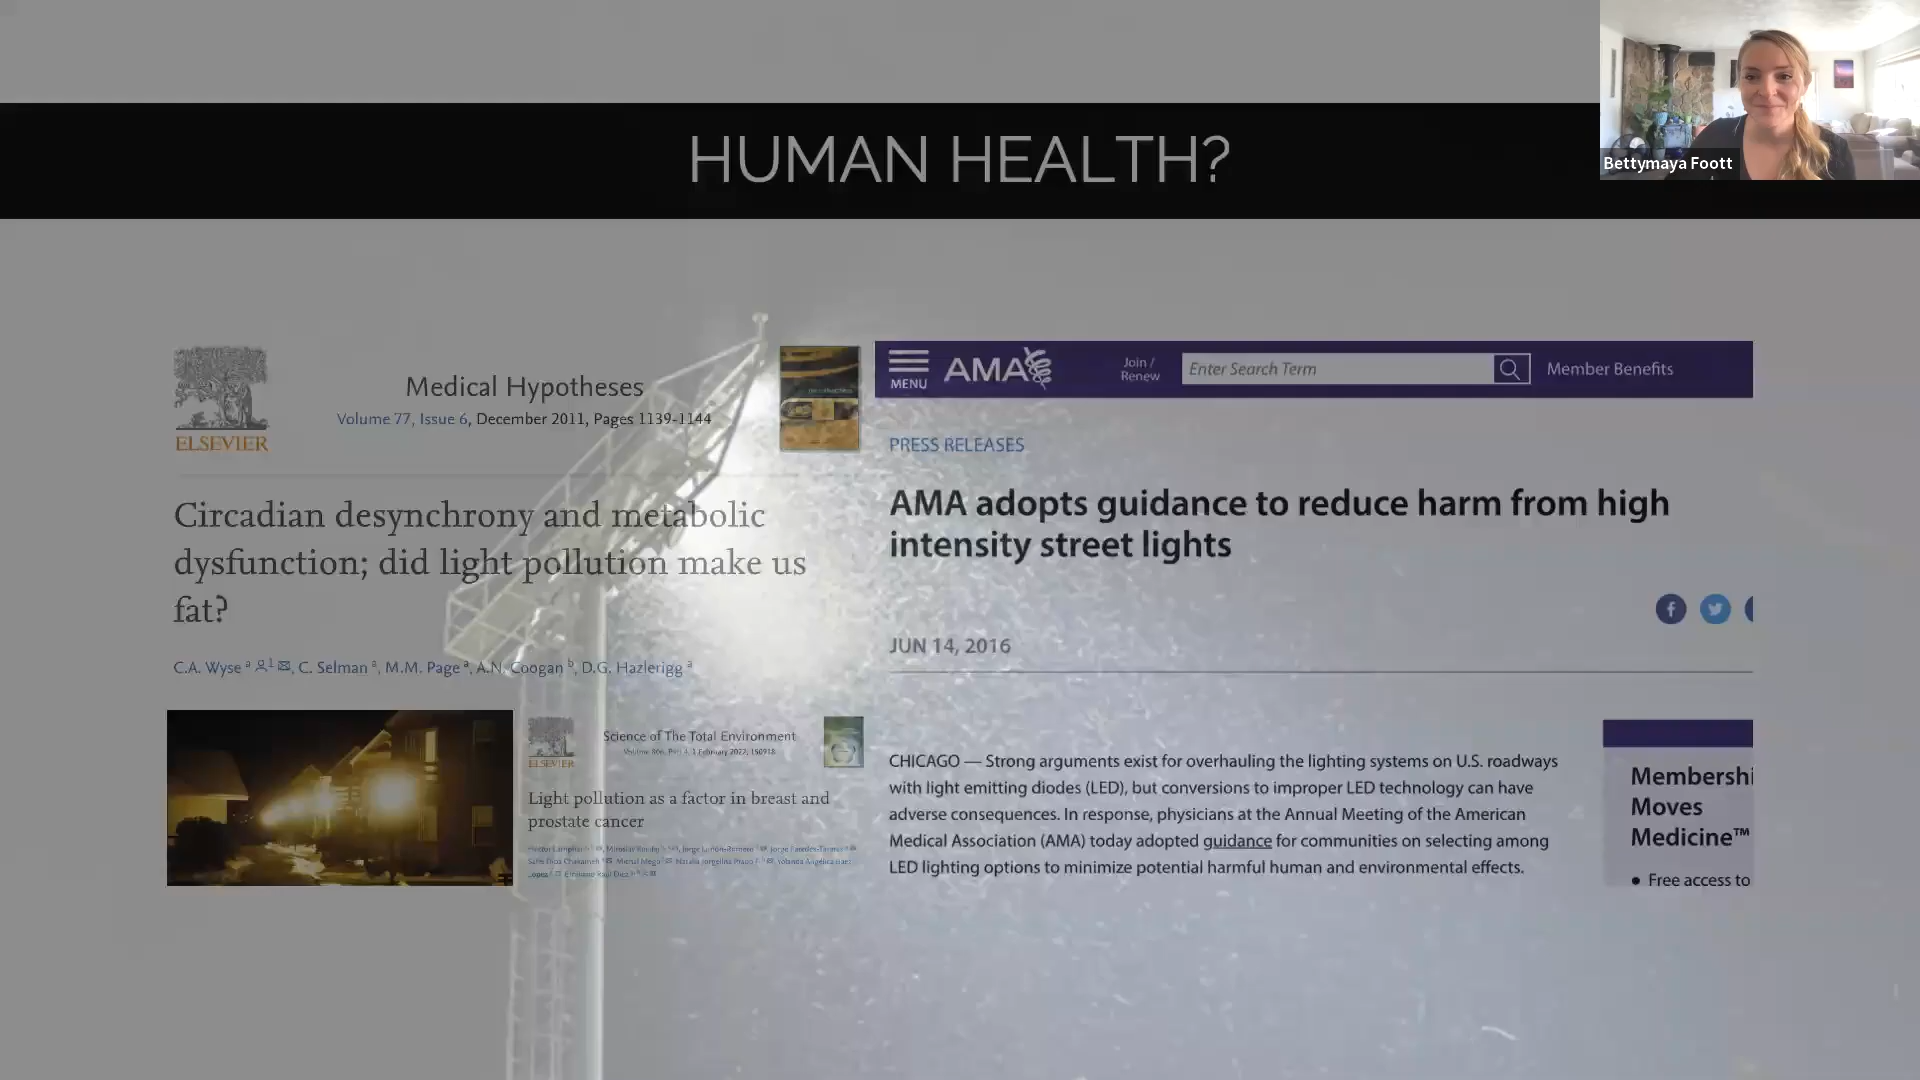 HUMAN HEALTH?
Bettymaya Foott
ELSEVIER
Medical Hypotheses
Volume 77, Issue 6, December 2011, Pages 1139-1144
Circadian desynchrony and metabolic
dysfunction; did light pollution make us
fat?
C.A. Wyse a 1, C. Selman a, M.M. Page a, A.N. Coogan b, D.G. Hazlerigg a
ELSEVIER
Science of The Total Environment
1 February 2022, 150918
Light pollution as a factor in breast and
prostate cancer
MENU
AMA
Join /
Renew
Enter Search Term
Member Benefits
PRESS RELEASES
AMA adopts guidance to reduce harm from high
intensity street lights
JUN 14, 2016
CHICAGO — Strong arguments exist for overhauling the lighting systems on U.S. roadways
with light emitting diodes (LED), but conversions to improper LED technology can have
adverse consequences. In response, physicians at the Annual Meeting of the American
Medical Association (AMA) today adopted guidance for communities on selecting among
LED lighting options to minimize potential harmful human and environmental effects.
Membershi
Moves
Medicine™
• Free access to